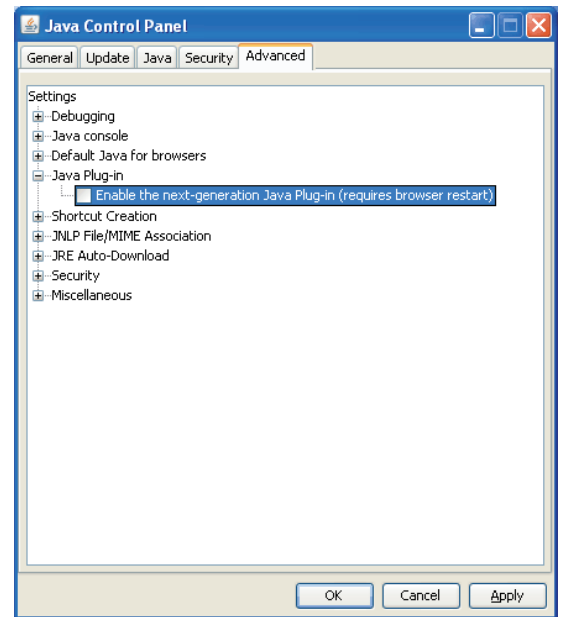 Java Control Panel
General Update Java Security Advanced
Settings
Debugging
Java console
Default Java for browsers
Java Plug-in
Enable the next-generation Java Plug-in (requires browser restart)
Shortcut Creation
JNLP File/MIME Association
JRE Auto-Download
Security
Miscellaneous
OK Cancel Apply